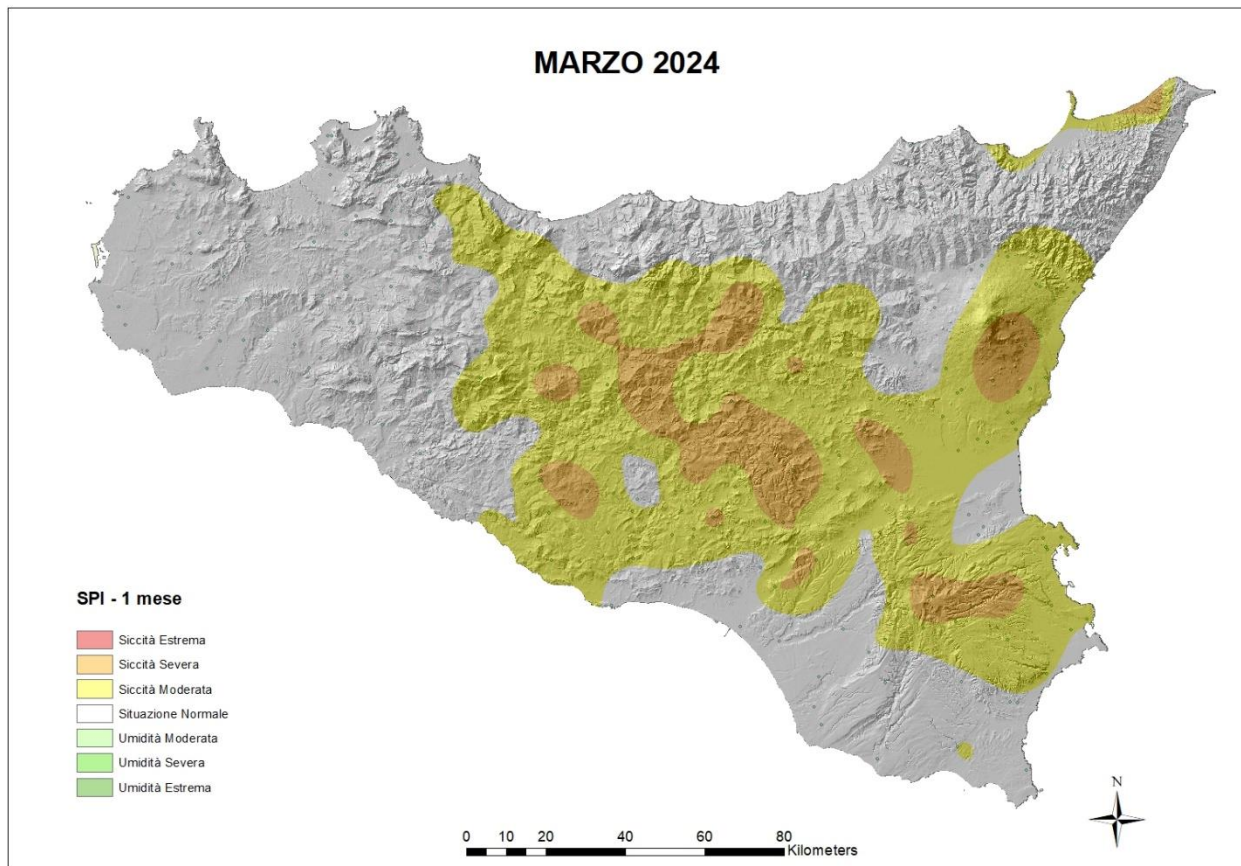 MARZO 2024
SPI - 1 mese
Siccità Estrema
Siccità Severa
Siccità Moderata
Situazione Normale
Umidità Moderata
Umidità Severa
Umidità Estrema
N
0 10 20 40 60 80
Kilometers